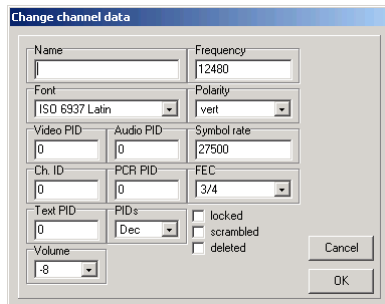 Change channel data
Name
Frequency
12480
Font
Polarity
ISO 6937 Latin
vert
Video PID
Audio PID
Symbol rate
0
0
27500
Ch. ID
PCR PID
FEC
0
0
3/4
Text PID
PIDs
locked
0
Dec
scrambled
deleted
Cancel
Volume
-8
OK